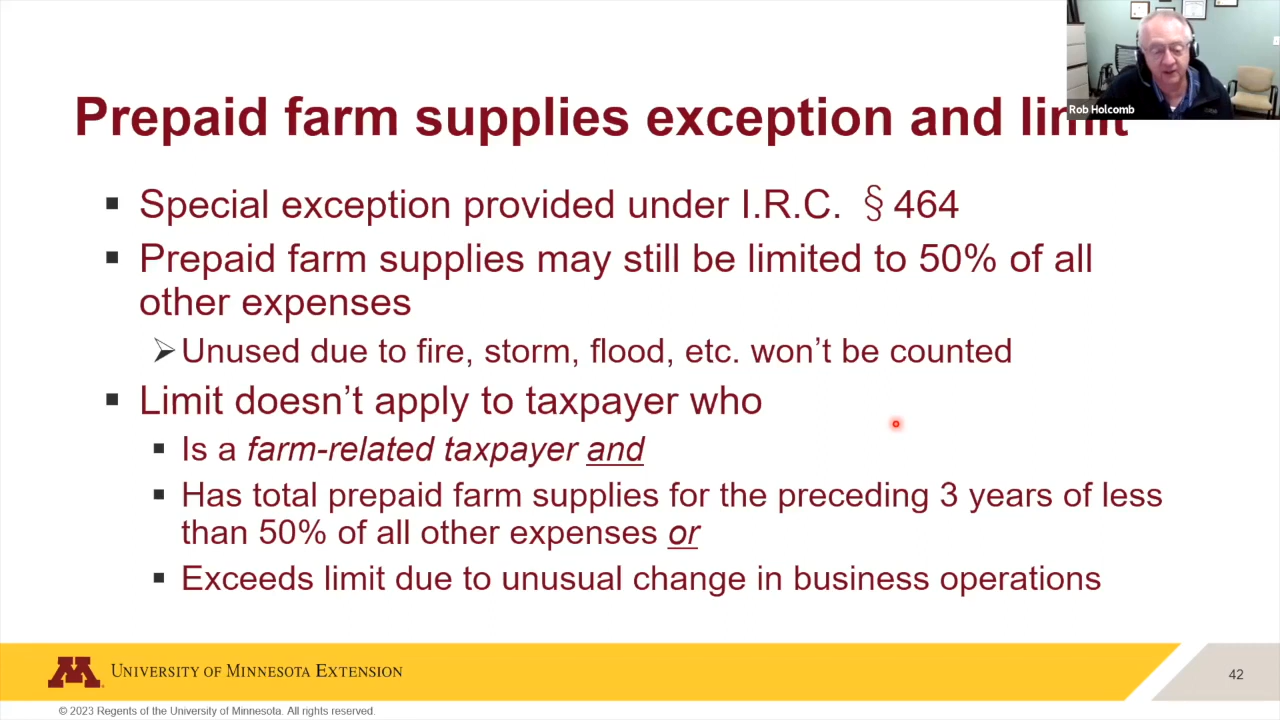 Rob Holcomb
Prepaid farm supplies exception and limit
▪ Special exception provided under I.R.C. § 464
▪ Prepaid farm supplies may still be limited to 50% of all
other expenses
➢Unused due to fire, storm, flood, etc. won’t be counted
▪ Limit doesn’t apply to taxpayer who
▪ Is a farm-related taxpayer and
▪ Has total prepaid farm supplies for the preceding 3 years of less
than 50% of all other expenses or
▪ Exceeds limit due to unusual change in business operations
M University of Minnesota Extension
42
© 2023 Regents of the University of Minnesota. All rights reserved.